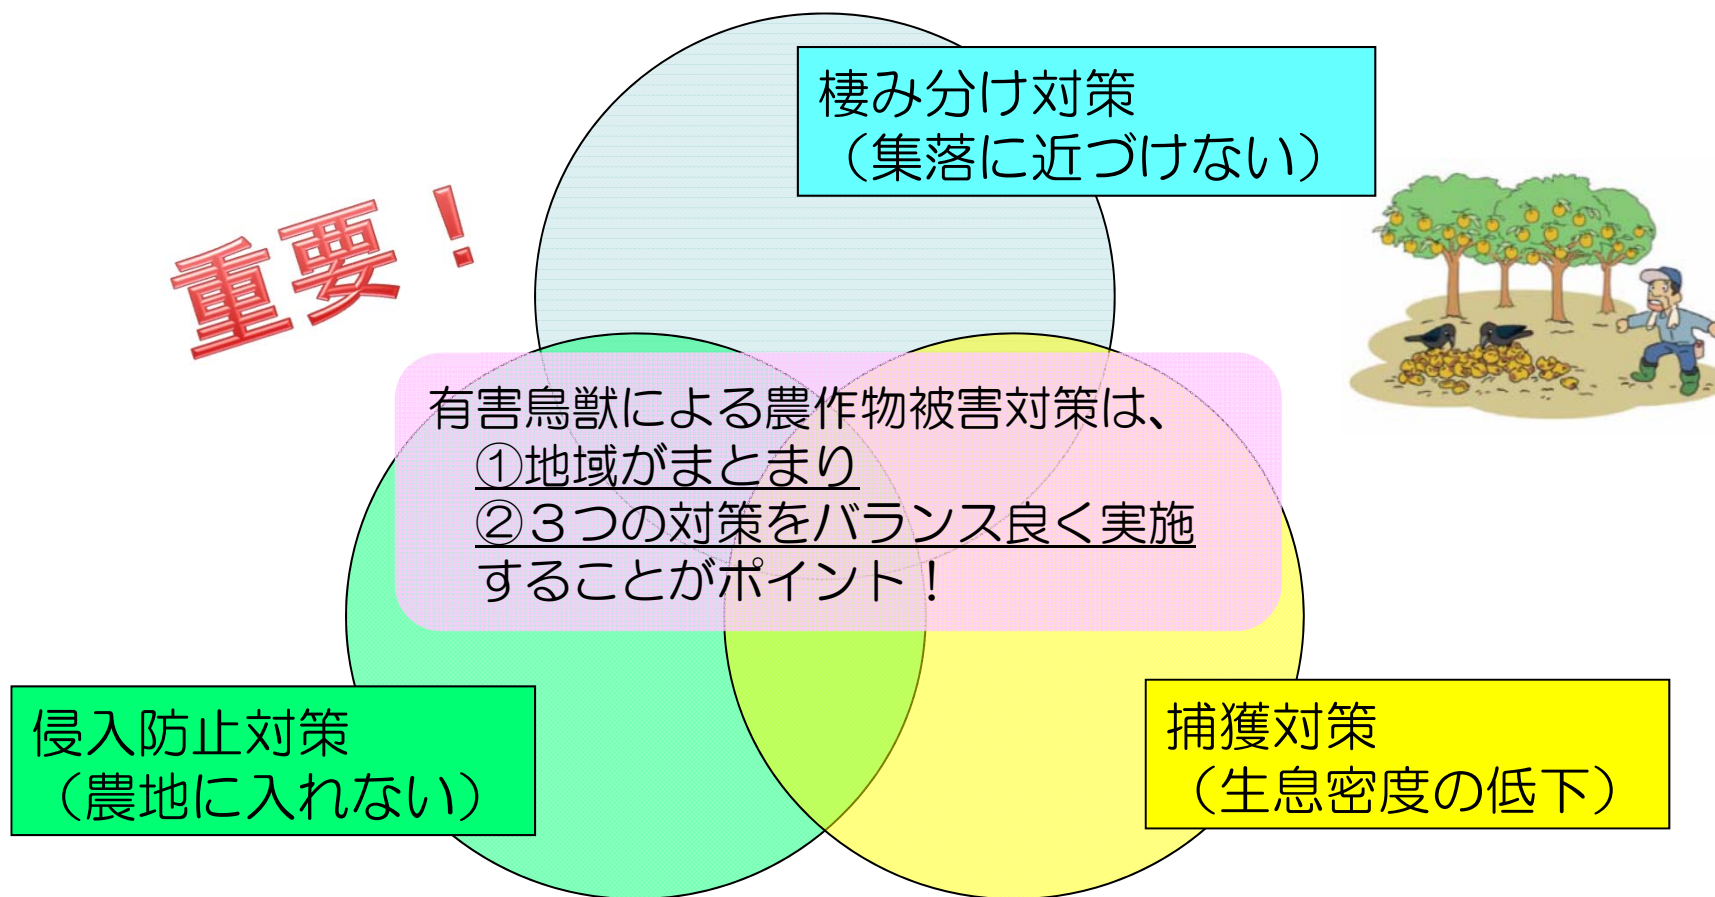 棲み分け対策
（集落に近づけない）
重要！
有害鳥獣による農作物被害対策は、
①地域がまとまり
②３つの対策をバランス良く実施
することがポイント！
侵入防止対策
（農地に入れない）
捕獲対策
（生息密度の低下）